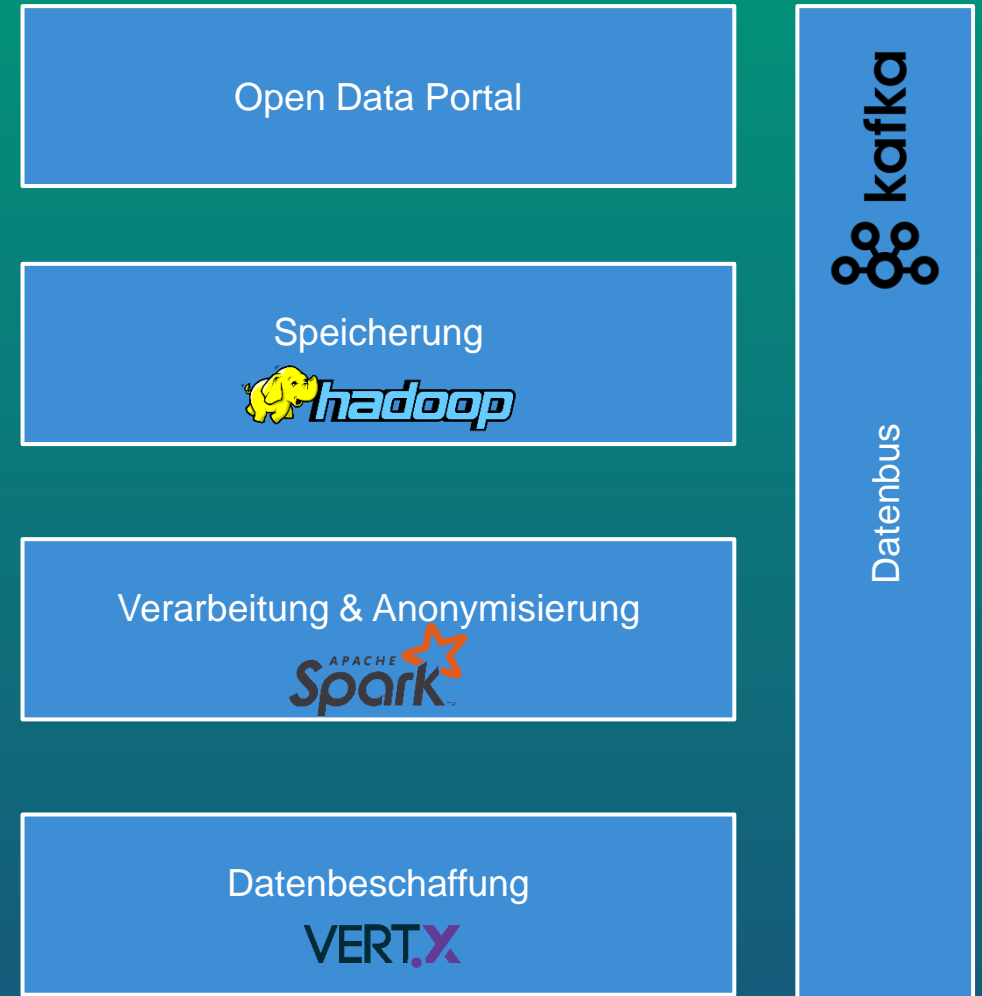 Open Data Portal
Speicherung
hadoop
Verarbeitung & Anonymisierung
APACHE
Spark
Datenbeschaffung
VERT.X
kafka
Datenbus